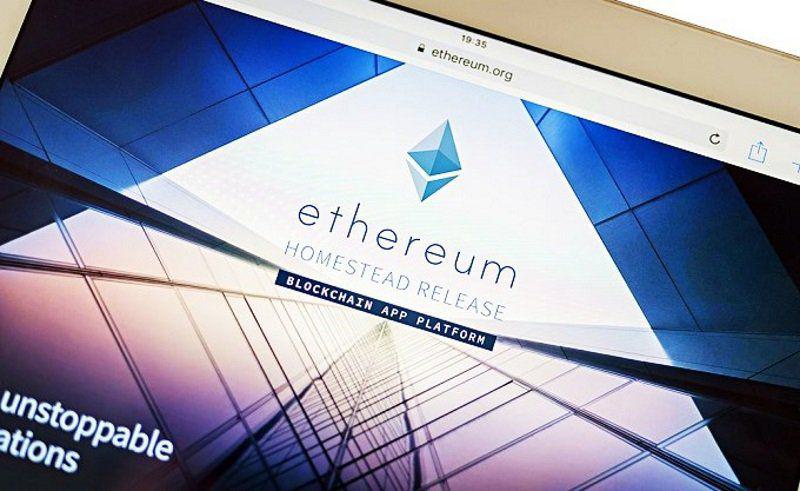 19:35
ethereum.org
ethereum
HOMESTEAD RELEASE
BLOCKCHAIN APP PLATFORM
unstoppable
ations